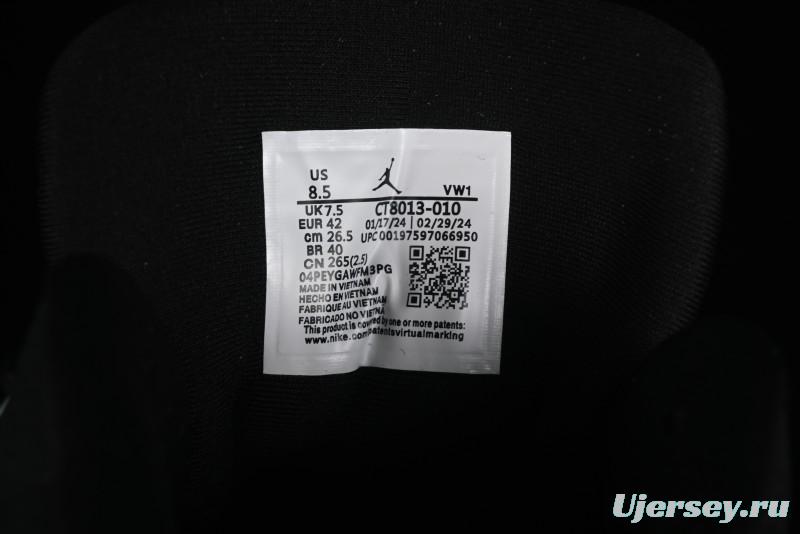 US
8.5 VW1
UK 7.5 CT8013-010
EUR 42 01/17/24 | 02/29/24
cm 26.5 UPC 00197597066950
BR 40
CN 265(2.5)
04PEYGAWFM3PG
MADE IN VIETNAM
HECHO EN VIETNAM
FABRIQUE AU VIETNAM
FABRICADO NO VIETNA
This product is covered by one or more patents:
www.nike.com/patentsvirtualmarking
Ujersey.ru